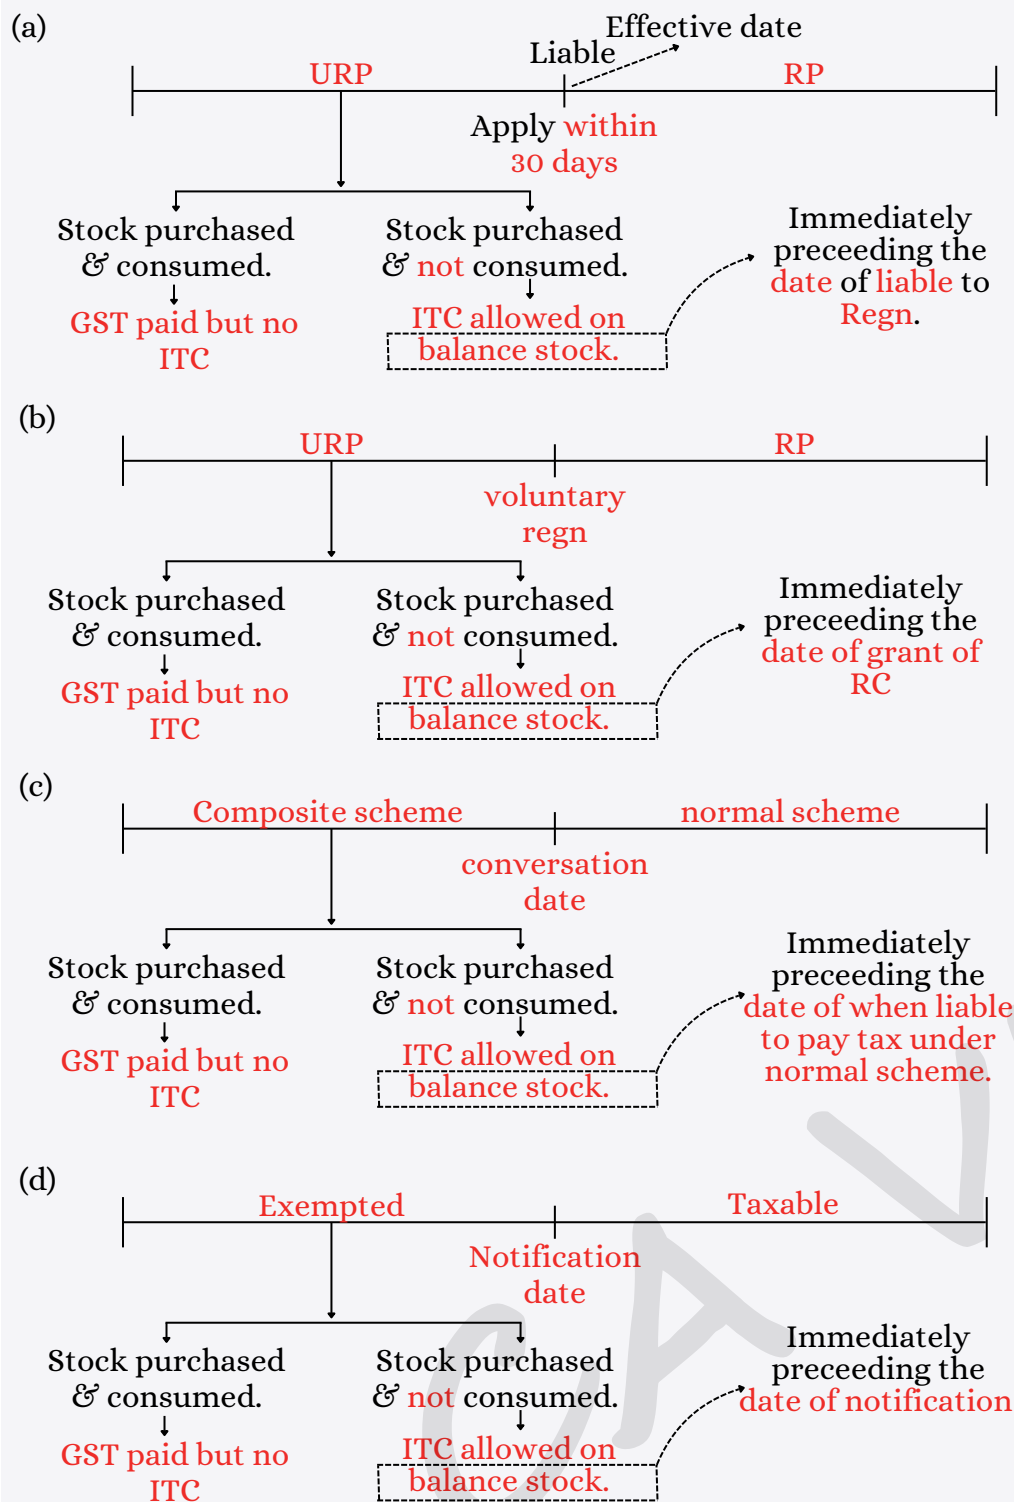 (a)
Effective date
Liable
URP
RP
Apply within
30 days
Stock purchased
& consumed.
GST paid but no
ITC
Stock purchased
& not consumed.
ITC allowed on
balance stock.
Immediately
preceeding the
date of liable to
Regn.
(b)
URP
RP
voluntary
regn
Stock purchased
& consumed.
GST paid but no
ITC
Stock purchased
& not consumed.
ITC allowed on
balance stock.
Immediately
preceeding the
date of grant of
RC
(c)
Composite scheme
normal scheme
conversation
date
Stock purchased
& consumed.
GST paid but no
ITC
Stock purchased
& not consumed.
ITC allowed on
balance stock.
Immediately
preceeding the
date of when liable
to pay tax under
normal scheme.
(d)
Exempted
Taxable
Notification
date
Stock purchased
& consumed.
GST paid but no
ITC
Stock purchased
& not consumed.
ITC allowed on
balance stock.
Immediately
preceeding the
date of notification
CA V